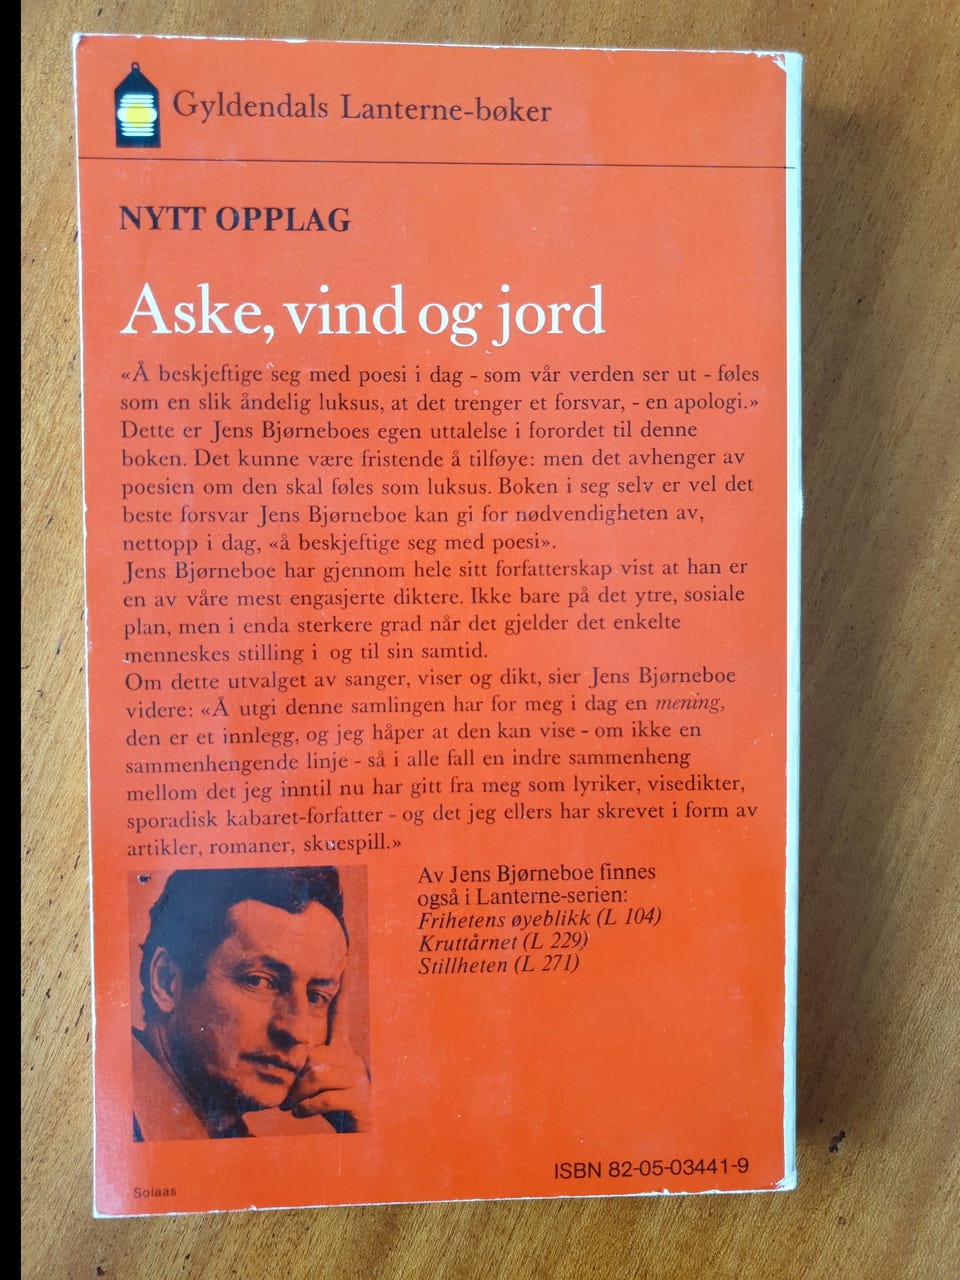 Gyldendals Lanterne-bøker
NYTT OPPLAG
Aske, vind og jord
«Å beskjeftige seg med poesi i dag - som vår verden ser ut - føles
som en slik åndelig luksus, at det trenger et forsvar, - en apologi.»
Dette er Jens Bjørneboes egen uttalelse i forordet til denne
boken. Det kunne være fristende å tilføye: men det avhenger av
poesien om den skal føles som luksus. Boken i seg selv er vel det
beste forsvar Jens Bjørneboe kan gi for nødvendigheten av,
nettopp i dag, «å beskjeftige seg med poesi».
Jens Bjørneboe har gjennom hele sitt forfatterskap vist at han er
en av våre mest engasjerte diktere. Ikke bare på det ytre, sosiale
plan, men i enda sterkere grad når det gjelder det enkelte
menneskes stilling i og til sin samtid.
Om dette utvalget av sanger, viser og dikt, sier Jens Bjørneboe
videre: «Å utgi denne samlingen har for meg i dag en mening,
den er et innlegg, og jeg håper at den kan vise - om ikke en
sammenhengende linje - så i alle fall en indre sammenheng
mellom det jeg inntil nu har gitt fra meg som lyriker, visedikter,
sporadisk kabaret-forfatter - og det jeg ellers har skrevet i form av
artikler, romaner, skuespill.»
Av Jens Bjørneboe finnes
også i Lanterne-serien:
Frihetens øyeblikk (L 104)
Kruttårnet (L 229)
Stillheten (L 271)
ISBN 82-05-03441-9
Solaas